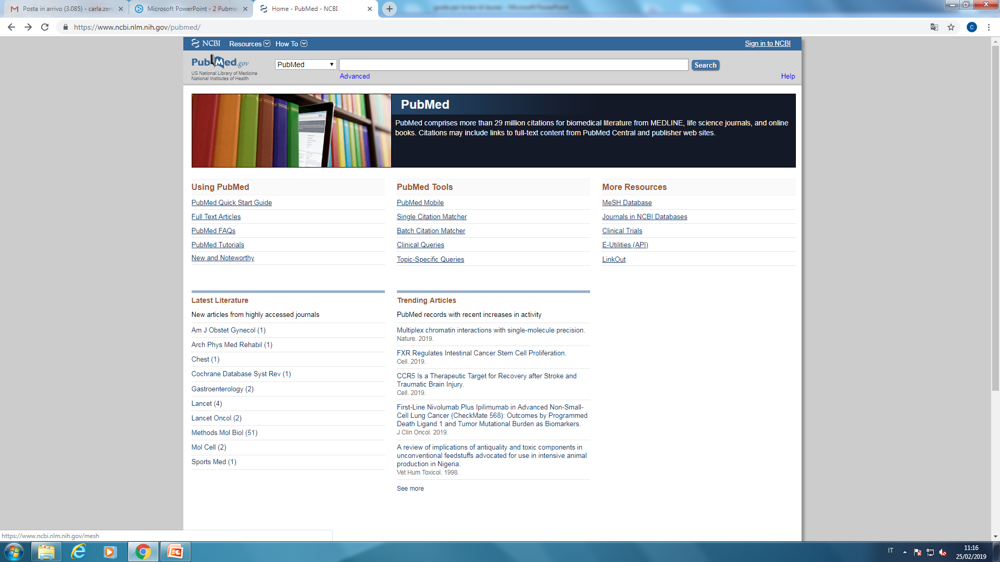 Posta in arrivo (3.085) - carla.zen
Microsoft PowerPoint - 2 Pubme
Home - PubMed - NCBI
guida per la tesi di laurea - Microsoft PowerPoint
https://www.ncbi.nlm.nih.gov/pubmed/
C
NCBI Resources How To
Sign in to NCBI
PubMed.gov
US National Library of Medicine
National Institutes of Health
PubMed
Search
Advanced
Help
PubMed
PubMed comprises more than 29 million citations for biomedical literature from MEDLINE, life science journals, and online
books. Citations may include links to full-text content from PubMed Central and publisher web sites.
Using PubMed
PubMed Quick Start Guide
Full Text Articles
PubMed FAQs
PubMed Tutorials
New and Noteworthy
PubMed Tools
PubMed Mobile
Single Citation Matcher
Batch Citation Matcher
Clinical Queries
Topic-Specific Queries
More Resources
MeSH Database
Journals in NCBI Databases
Clinical Trials
E-Utilities (API)
LinkOut
Latest Literature
New articles from highly accessed journals
Am J Obstet Gynecol (1)
Arch Phys Med Rehabil (1)
Chest (1)
Cochrane Database Syst Rev (1)
Gastroenterology (2)
Lancet (4)
Lancet Oncol (2)
Methods Mol Biol (51)
Mol Cell (2)
Sports Med (1)
Trending Articles
PubMed records with recent increases in activity
Multiplex chromatin interactions with single-molecule precision.
Nature. 2019.
FXR Regulates Intestinal Cancer Stem Cell Proliferation.
Cell. 2019.
CCR5 Is a Therapeutic Target for Recovery after Stroke and
Traumatic Brain Injury.
Cell. 2019.
First-Line Nivolumab Plus Ipilimumab in Advanced Non-Small-
Cell Lung Cancer (CheckMate 568): Outcomes by Programmed
Death Ligand 1 and Tumor Mutational Burden as Biomarkers.
J Clin Oncol. 2019.
A review of implications of antiquality and toxic components in
unconventional feedstuffs advocated for use in intensive animal
production in Nigeria.
Vet Hum Toxicol. 1998.
See more
https://www.ncbi.nlm.nih.gov/mesh
IT
11:16
25/02/2019